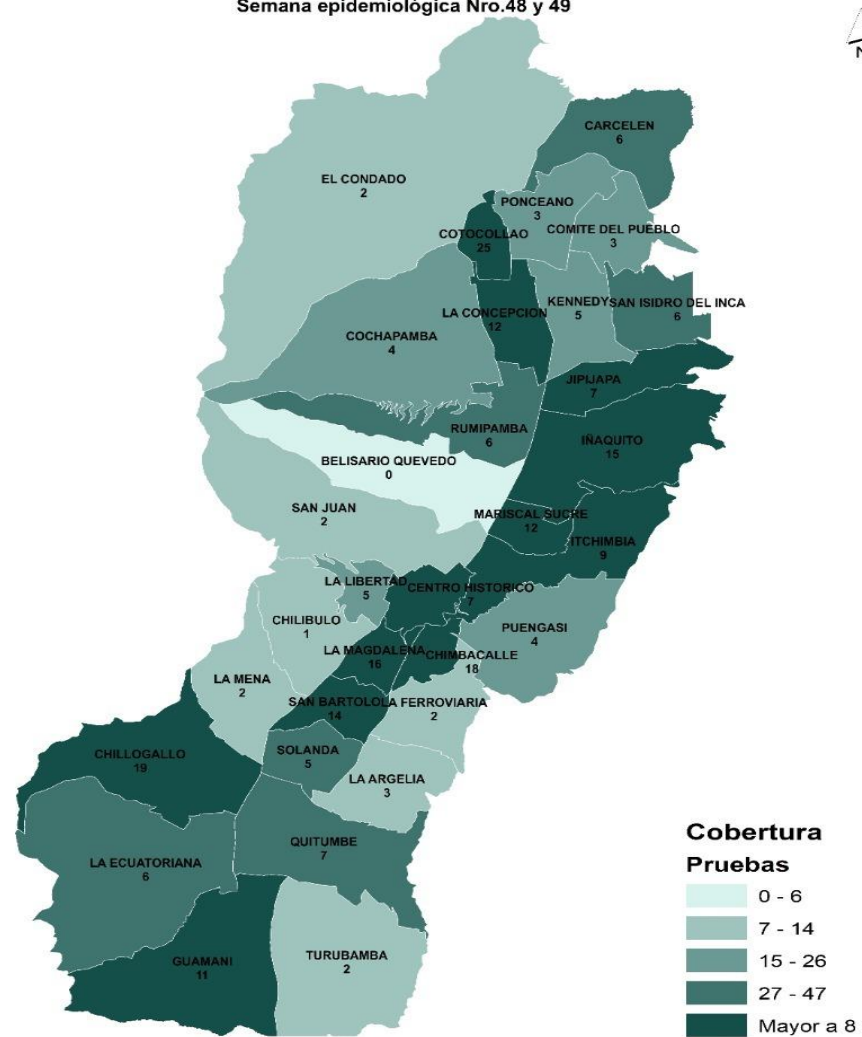 Semana epidemiológica Nro.48 y 49
N
CARCELEN
6
EL CONDADO
2
PONCEANO
3
COTOCOLLAO
25
COMITE DEL PUEBLO
3
LA CONCEPCION
12
KENNEDY
5
SAN ISIDRO DEL INCA
6
COCHAPAMBA
4
JIPIJAPA
7
RUMIPAMBA
6
IÑAQUITO
15
BELISARIO QUEVEDO
0
SAN JUAN
2
MARISCAL SUCRE
12
ITCHIMBIA
9
LA LIBERTAD
5
CENTRO HISTORICO
7
CHILIBULO
1
PUENGASI
4
LA MAGDALENA
16
CHIMBACALLE
18
LA MENA
2
SAN BARTOLO
14
LA FERROVIARIA
2
CHILLOGALLO
19
SOLANDA
5
LA ARGELIA
3
QUITUMBE
7
LA ECUATORIANA
6
GUAMANI
11
TURUBAMBA
2
Cobertura
Pruebas
0 - 6
7 - 14
15 - 26
27 - 47
Mayor a 8